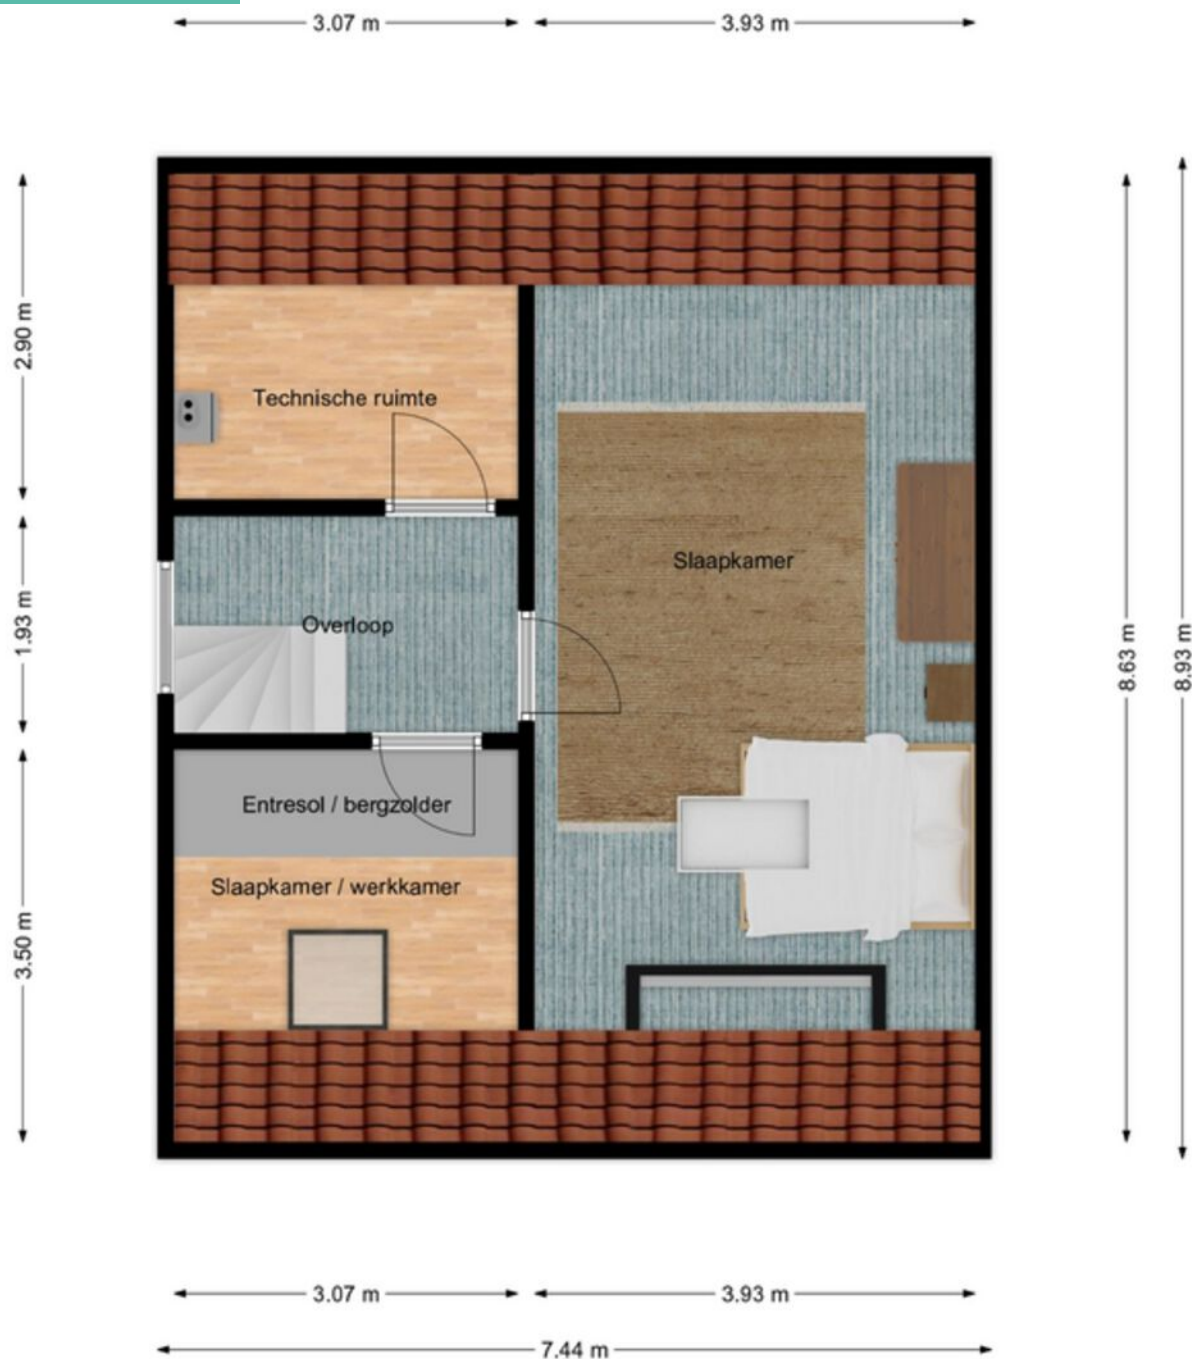 3.07 m
3.93 m
2.90 m
Technische ruimte
Slaapkamer
1.93 m
Overloop
8.63 m
8.93 m
Entresol / bergzolder
Slaapkamer / werkkamer
3.50 m
3.07 m
3.93 m
7.44 m